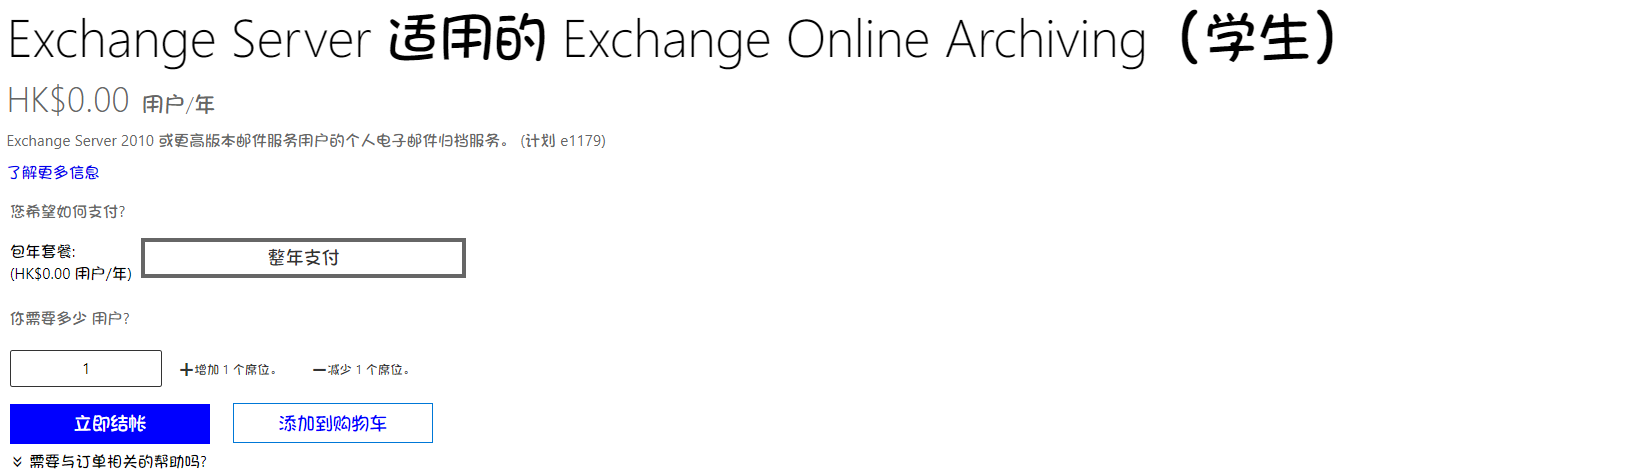 Exchange Server 适用的 Exchange Online Archiving（学生）
HK$0.00 用户/年
Exchange Server 2010 或更高版本邮件服务用户的个人电子邮件归档服务。 (计划 e1179)
了解更多信息
您希望如何支付?
包年套餐:
(HK$0.00 用户/年)
整年支付
你需要多少 用户?
1
增加 1 个席位。
减少 1 个席位。
立即结帐
添加到购物车
需要与订单相关的帮助吗?